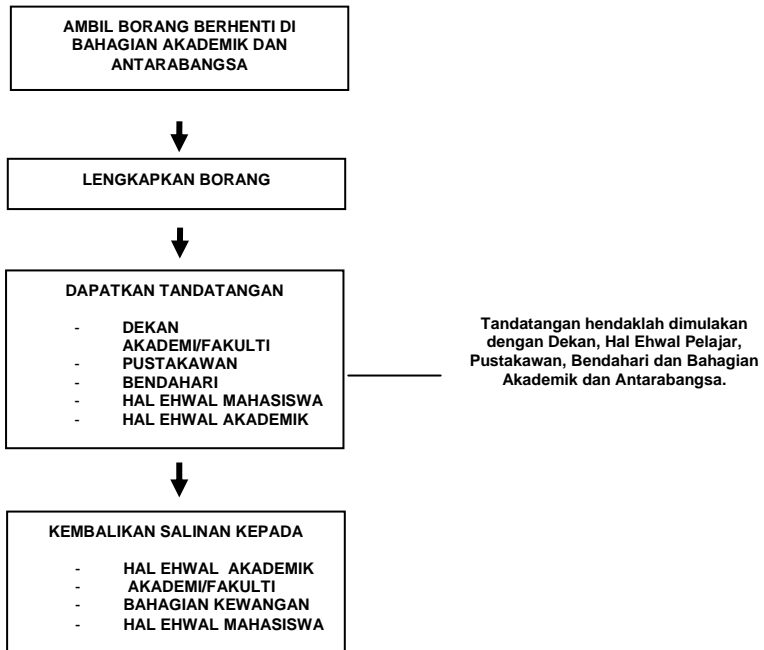 AMBIL BORANG BERHENTI DI
BAHAGIAN AKADEMIK DAN
ANTARABANGSA
LENGKAPKAN BORANG
DAPATKAN TANDATANGAN
- DEKAN
AKADEMI/FAKULTI
- PUSTAKAWAN
- BENDAHARI
- HAL EHWAL MAHASISWA
- HAL EHWAL AKADEMIK
Tandatangan hendaklah dimulakan
dengan Dekan, Hal Ehwal Pelajar,
Pustakawan, Bendahari dan Bahagian
Akademik dan Antarabangsa.
KEMBALIKAN SALINAN KEPADA
- HAL EHWAL AKADEMIK
- AKADEMI/FAKULTI
- BAHAGIAN KEWANGAN
- HAL EHWAL MAHASISWA